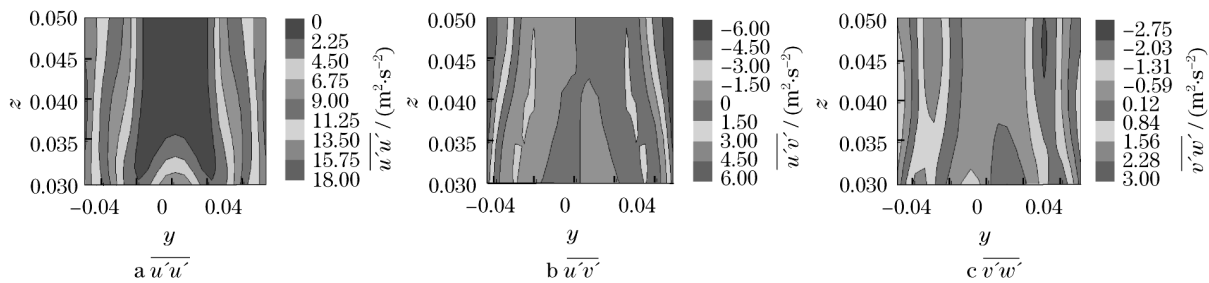 0.050
0.045
0.040
0.035
0.030
z
−0.04 0 0.04
y
0
2.25
4.50
6.75
9.00
11.25
13.50
15.75
18.00
u′u′ / (m²·s⁻²)
a u′u′
0.050
0.045
0.040
0.035
0.030
z
−0.04 0 0.04
y
−6.00
−4.50
−3.00
−1.50
0
1.50
3.00
4.50
6.00
u′v′ / (m²·s⁻²)
b u′v′
0.050
0.045
0.040
0.035
0.030
z
−0.04 0 0.04
y
−2.75
−2.03
−1.31
−0.59
0.12
0.84
1.56
2.28
3.00
v′w′ / (m²·s⁻²)
c v′w′